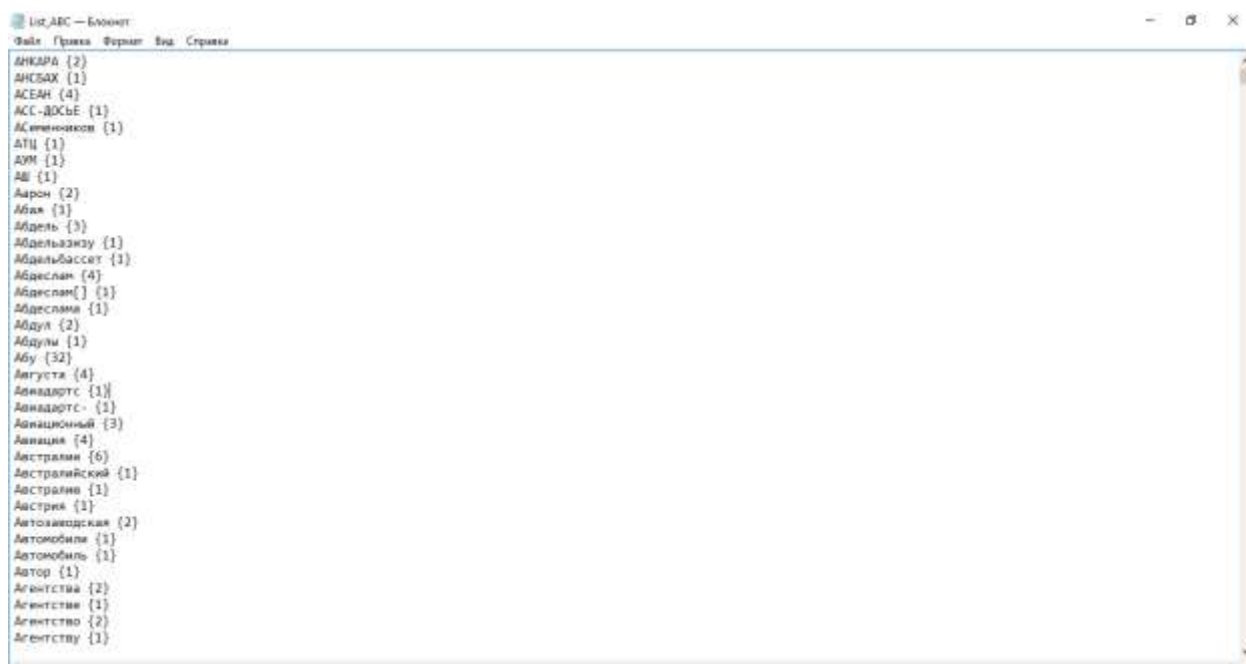 List_ABC — Блокнот
Файл Правка Формат Вид Справка
АНКАРА {2}
АНСБАХ {1}
АСЕАН {4}
АСС-ДОСЬЕ {1}
АСеменников {1}
АТЦ {1}
АУМ {1}
АШ {1}
Аарон {2}
Абая {1}
Абдель {3}
Абдельазизу {1}
Абдельбассет {1}
Абдеслам {4}
Абдеслам[] {1}
Абдеслама {1}
Абдул {2}
Абдулы {1}
Абу {32}
Августа {4}
Авиадартс {1}
Авиадартс- {1}
Авиационный {3}
Авиация {4}
Австралии {6}
Австралийский {1}
Австралию {1}
Австрия {1}
Автозаводская {2}
Автомобили {1}
Автомобиль {1}
Автор {1}
Агентства {2}
Агентстве {1}
Агентство {2}
Агентству {1}